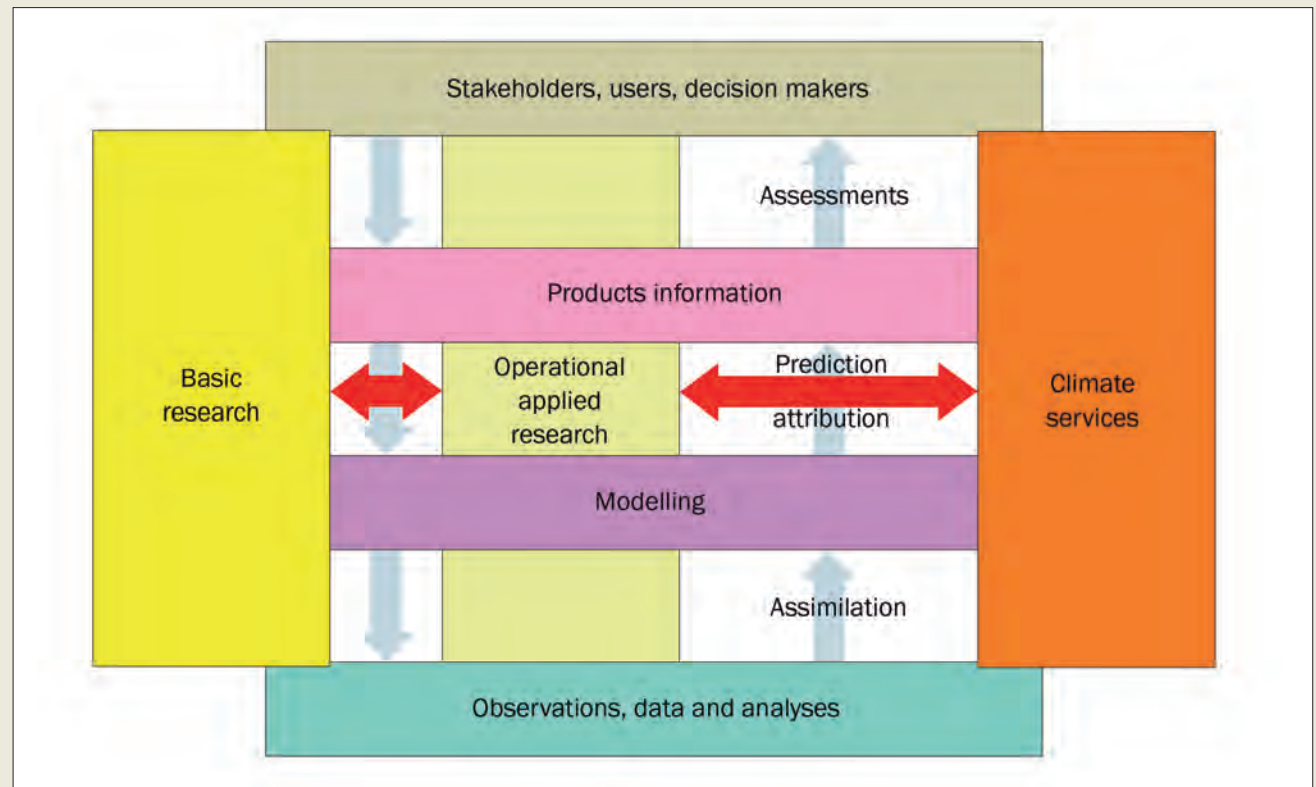 Stakeholders, users, decision makers
Assessments
Products information
Basic
research
Operational
applied
research
Prediction
attribution
Climate
services
Modelling
Assimilation
Observations, data and analyses